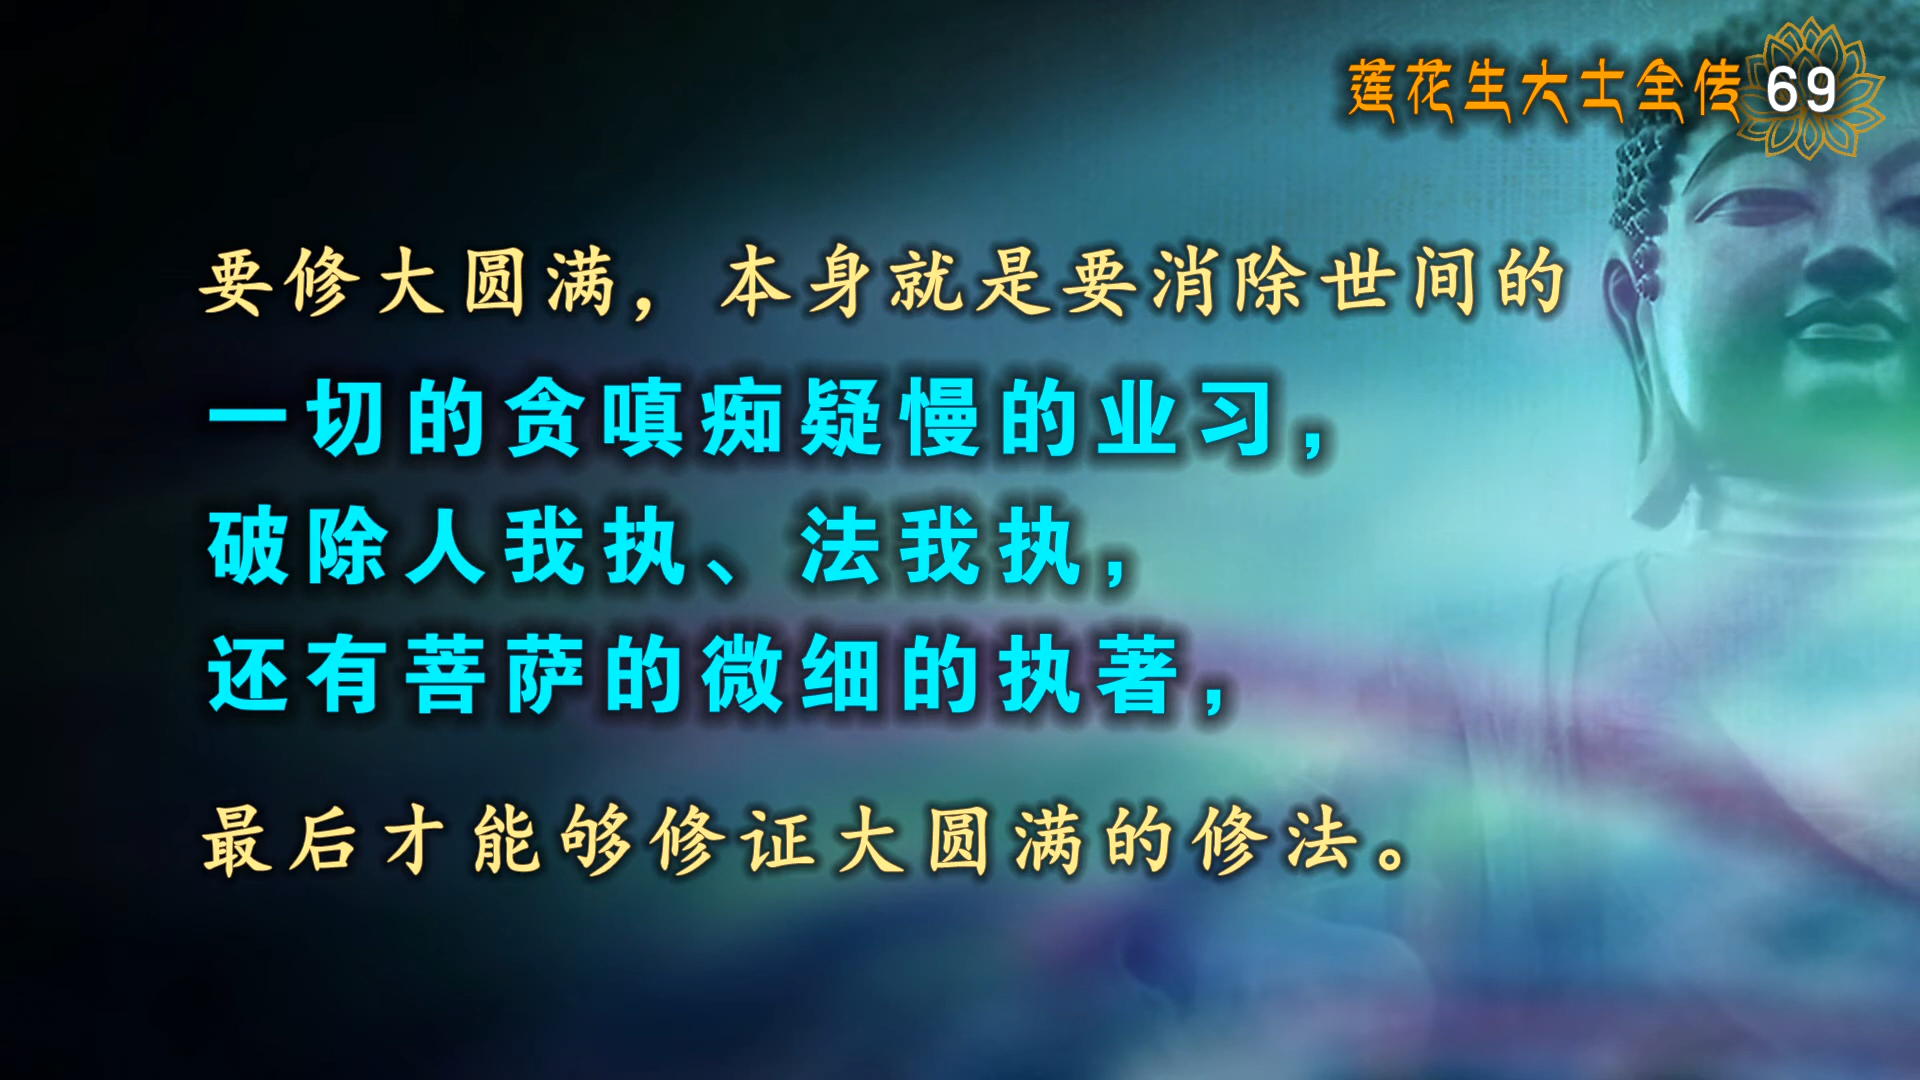 莲花生大士全传 69
要修大圆满，本身就是要消除世间的
一切的贪嗔痴疑慢的业习，
破除人我执、法我执，
还有菩萨的微细的执著，
最后才能够修证大圆满的修法。